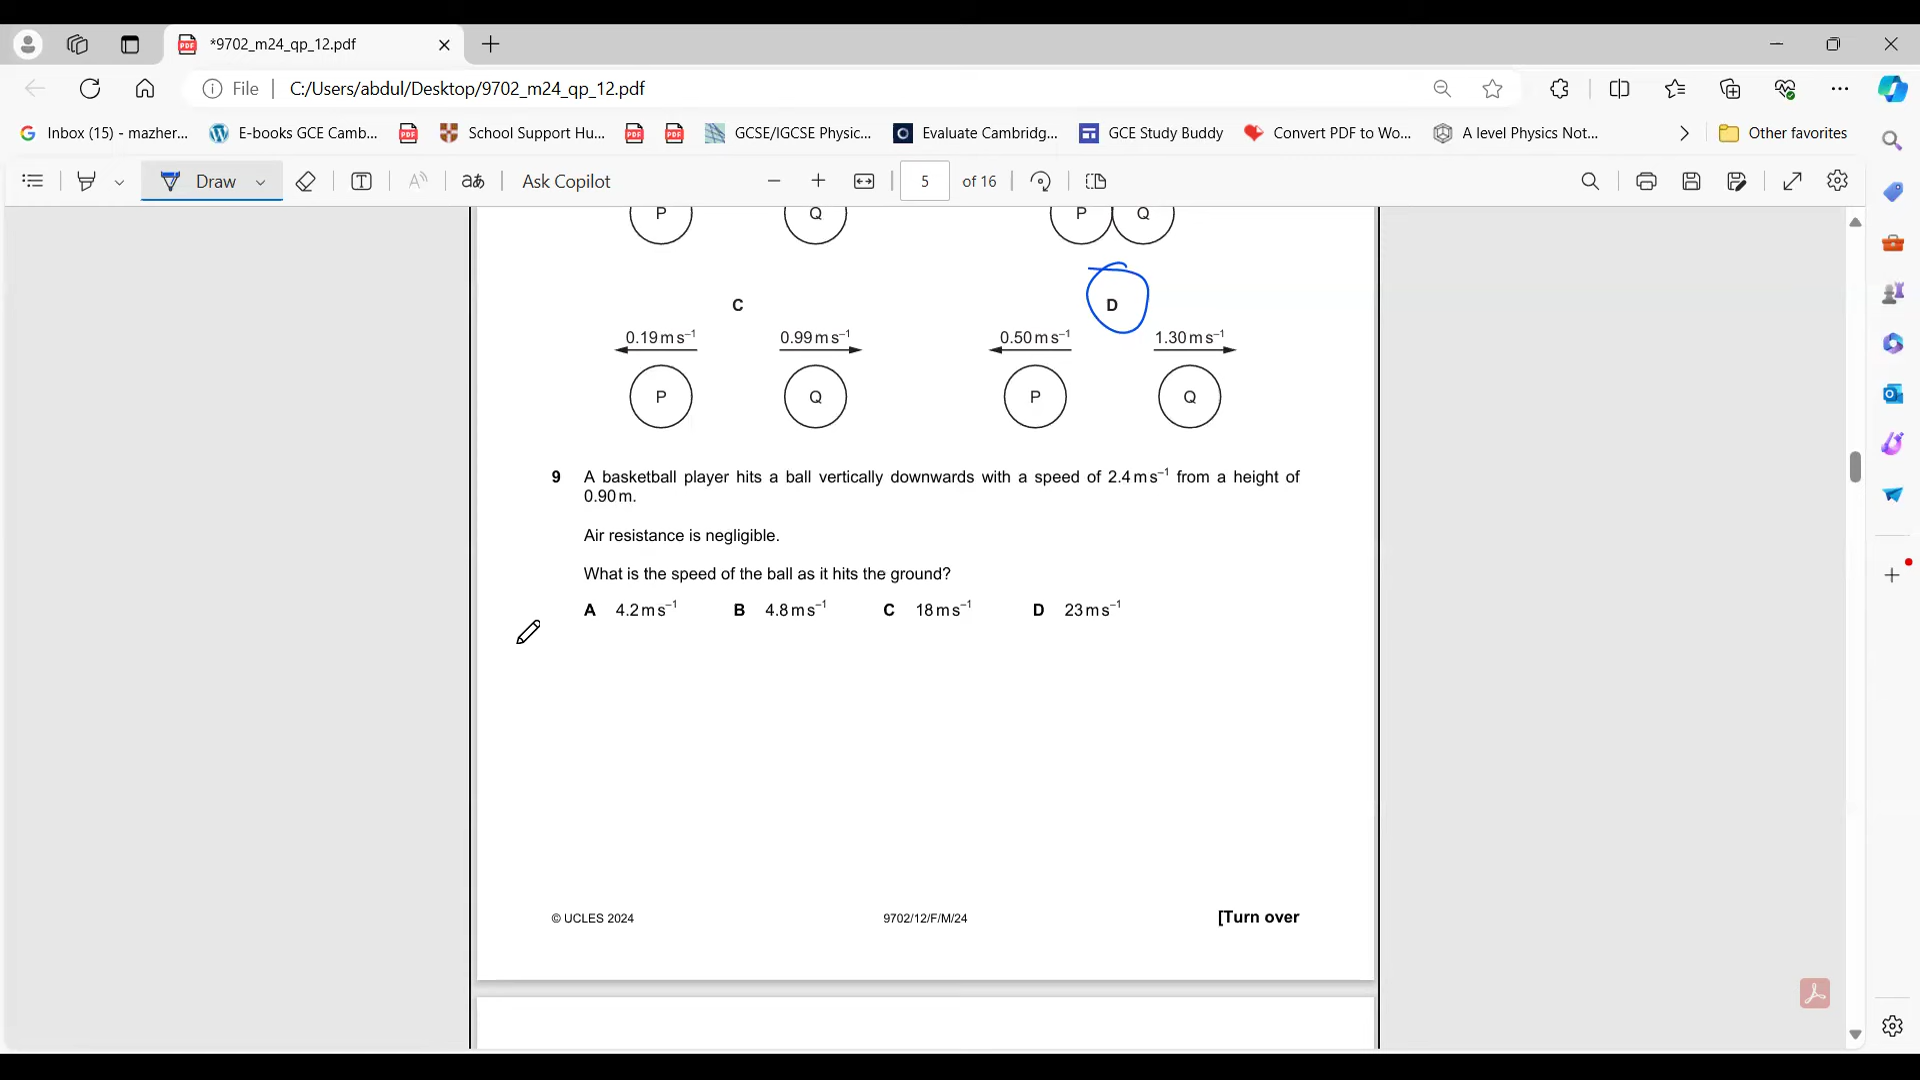 *9702_m24_qp_12.pdf
File
C:/Users/abdul/Desktop/9702_m24_qp_12.pdf
Inbox (15) - mazher...
E-books GCE Camb...
School Support Hu...
GCSE/IGCSE Physic...
Evaluate Cambridg...
GCE Study Buddy
Convert PDF to Wo...
A level Physics Not...
Other favorites
Draw
Ask Copilot
5
of 16
P
Q
P
Q
C
D
0.19 m s⁻¹
0.99 m s⁻¹
0.50 m s⁻¹
1.30 m s⁻¹
P
Q
P
Q
9 A basketball player hits a ball vertically downwards with a speed of 2.4 m s⁻¹ from a height of
0.90 m.
Air resistance is negligible.
What is the speed of the ball as it hits the ground?
A 4.2 m s⁻¹ B 4.8 m s⁻¹ C 18 m s⁻¹ D 23 m s⁻¹
© UCLES 2024
9702/12/F/M/24
[Turn over